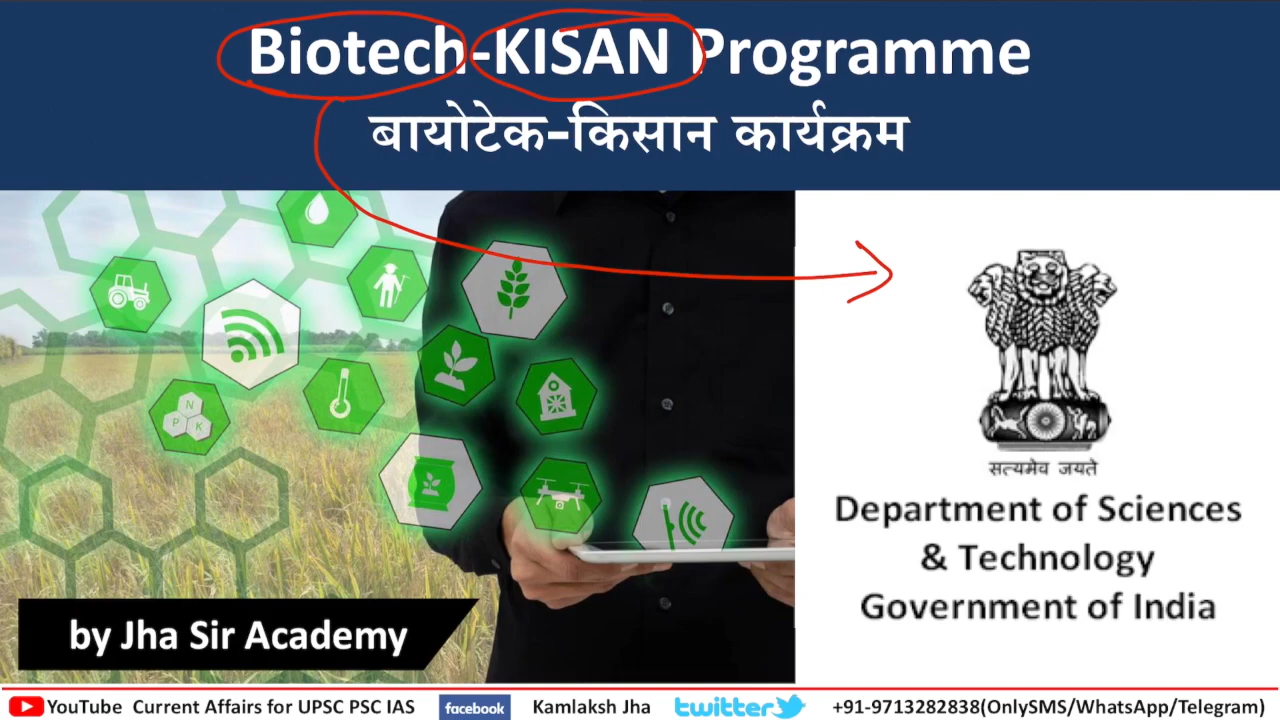 Biotech-KISAN Programme
बायोटेक-किसान कार्यक्रम
N
P K
सत्यमेव जयते
Department of Sciences
& Technology
Government of India
by Jha Sir Academy
YouTube Current Affairs for UPSC PSC IAS facebook Kamlaksh Jha twitter +91-9713282838(OnlySMS/WhatsApp/Telegram)